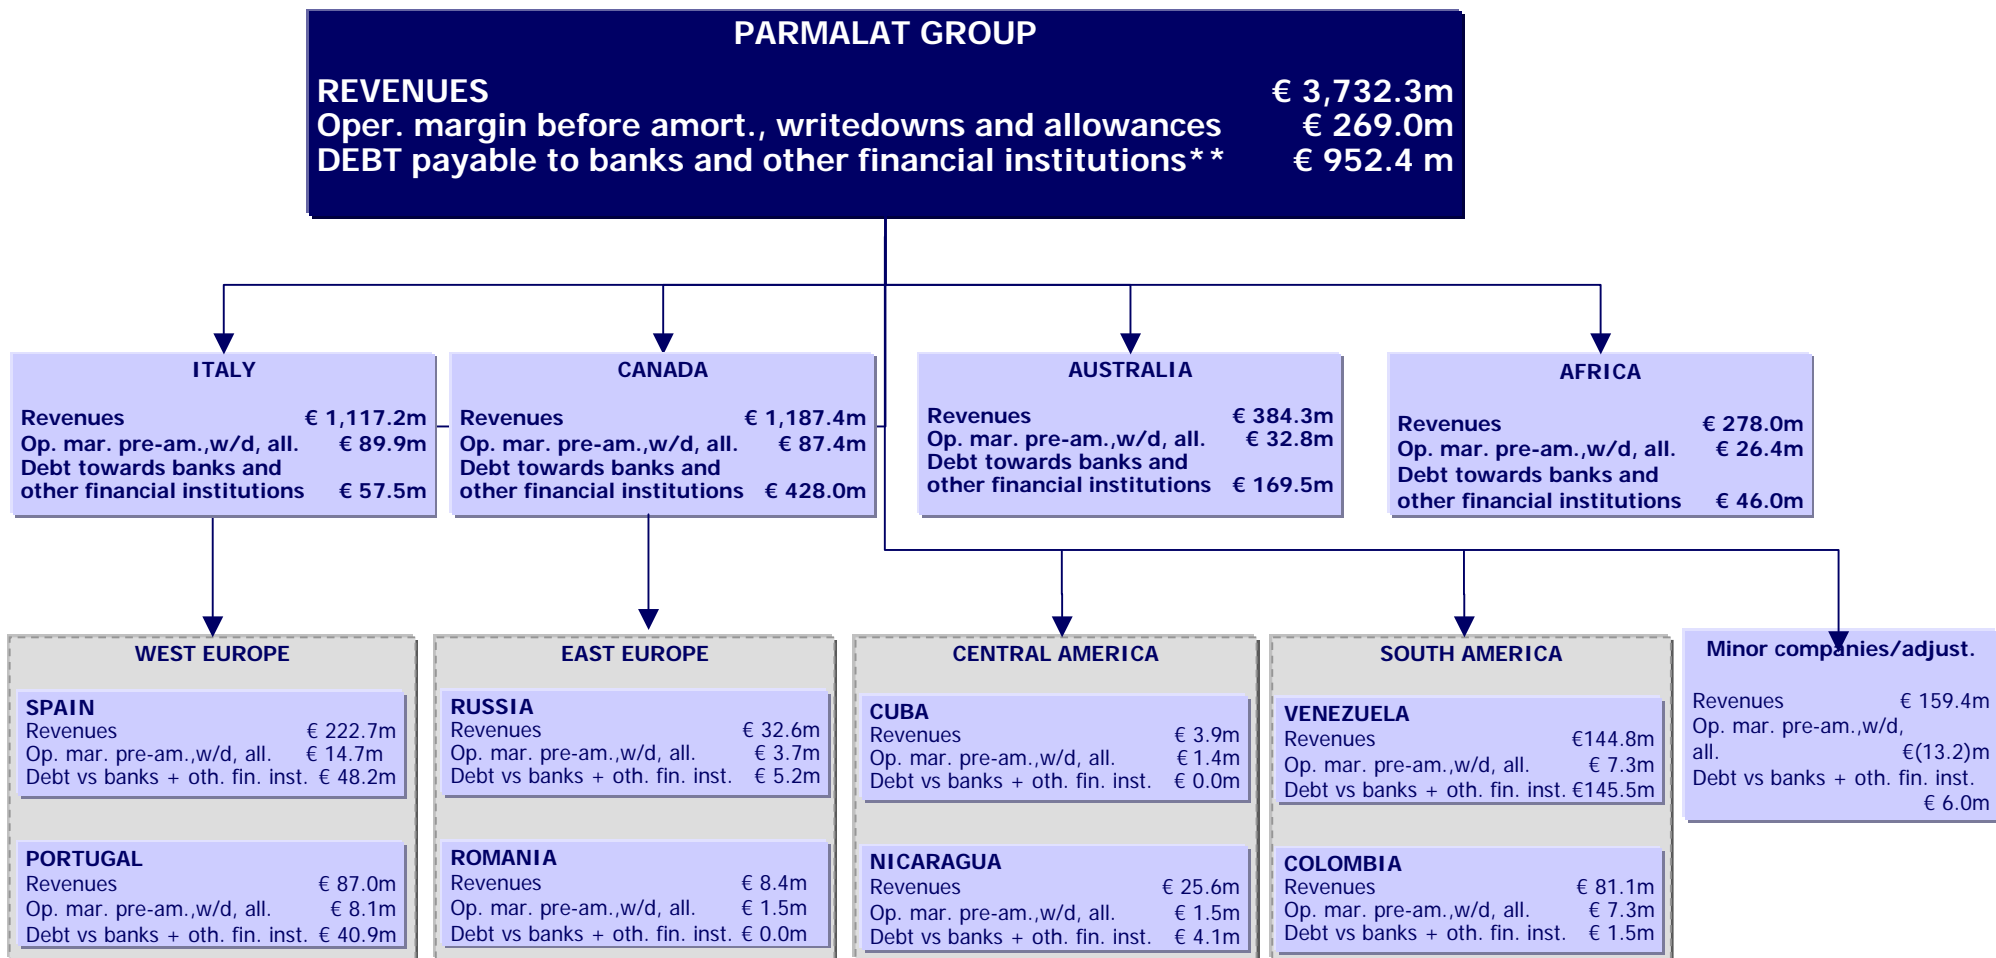 PARMALAT GROUP
REVENUES € 3,732.3m
Oper. margin before amort., writedowns and allowances € 269.0m
DEBT payable to banks and other financial institutions** € 952.4 m
ITALY
Revenues € 1,117.2m
Op. mar. pre-am.,w/d, all. € 89.9m
Debt towards banks and
other financial institutions € 57.5m
CANADA
Revenues € 1,187.4m
Op. mar. pre-am.,w/d, all. € 87.4m
Debt towards banks and
other financial institutions € 428.0m
AUSTRALIA
Revenues € 384.3m
Op. mar. pre-am.,w/d, all. € 32.8m
Debt towards banks and
other financial institutions € 169.5m
AFRICA
Revenues € 278.0m
Op. mar. pre-am.,w/d, all. € 26.4m
Debt towards banks and
other financial institutions € 46.0m
WEST EUROPE
SPAIN
Revenues € 222.7m
Op. mar. pre-am.,w/d, all. € 14.7m
Debt vs banks + oth. fin. inst. € 48.2m
PORTUGAL
Revenues € 87.0m
Op. mar. pre-am.,w/d, all. € 8.1m
Debt vs banks + oth. fin. inst. € 40.9m
EAST EUROPE
RUSSIA
Revenues € 32.6m
Op. mar. pre-am.,w/d, all. € 3.7m
Debt vs banks + oth. fin. inst. € 5.2m
ROMANIA
Revenues € 8.4m
Op. mar. pre-am.,w/d, all. € 1.5m
Debt vs banks + oth. fin. inst. € 0.0m
CENTRAL AMERICA
CUBA
Revenues € 3.9m
Op. mar. pre-am.,w/d, all. € 1.4m
Debt vs banks + oth. fin. inst. € 0.0m
NICARAGUA
Revenues € 25.6m
Op. mar. pre-am.,w/d, all. € 1.5m
Debt vs banks + oth. fin. inst. € 4.1m
SOUTH AMERICA
VENEZUELA
Revenues €144.8m
Op. mar. pre-am.,w/d, all. € 7.3m
Debt vs banks + oth. fin. inst. €145.5m
COLOMBIA
Revenues € 81.1m
Op. mar. pre-am.,w/d, all. € 7.3m
Debt vs banks + oth. fin. inst. € 1.5m
Minor companies/adjust.
Revenues € 159.4m
Op. mar. pre-am.,w/d,
all. €(13.2)m
Debt vs banks + oth. fin. inst.
€ 6.0m